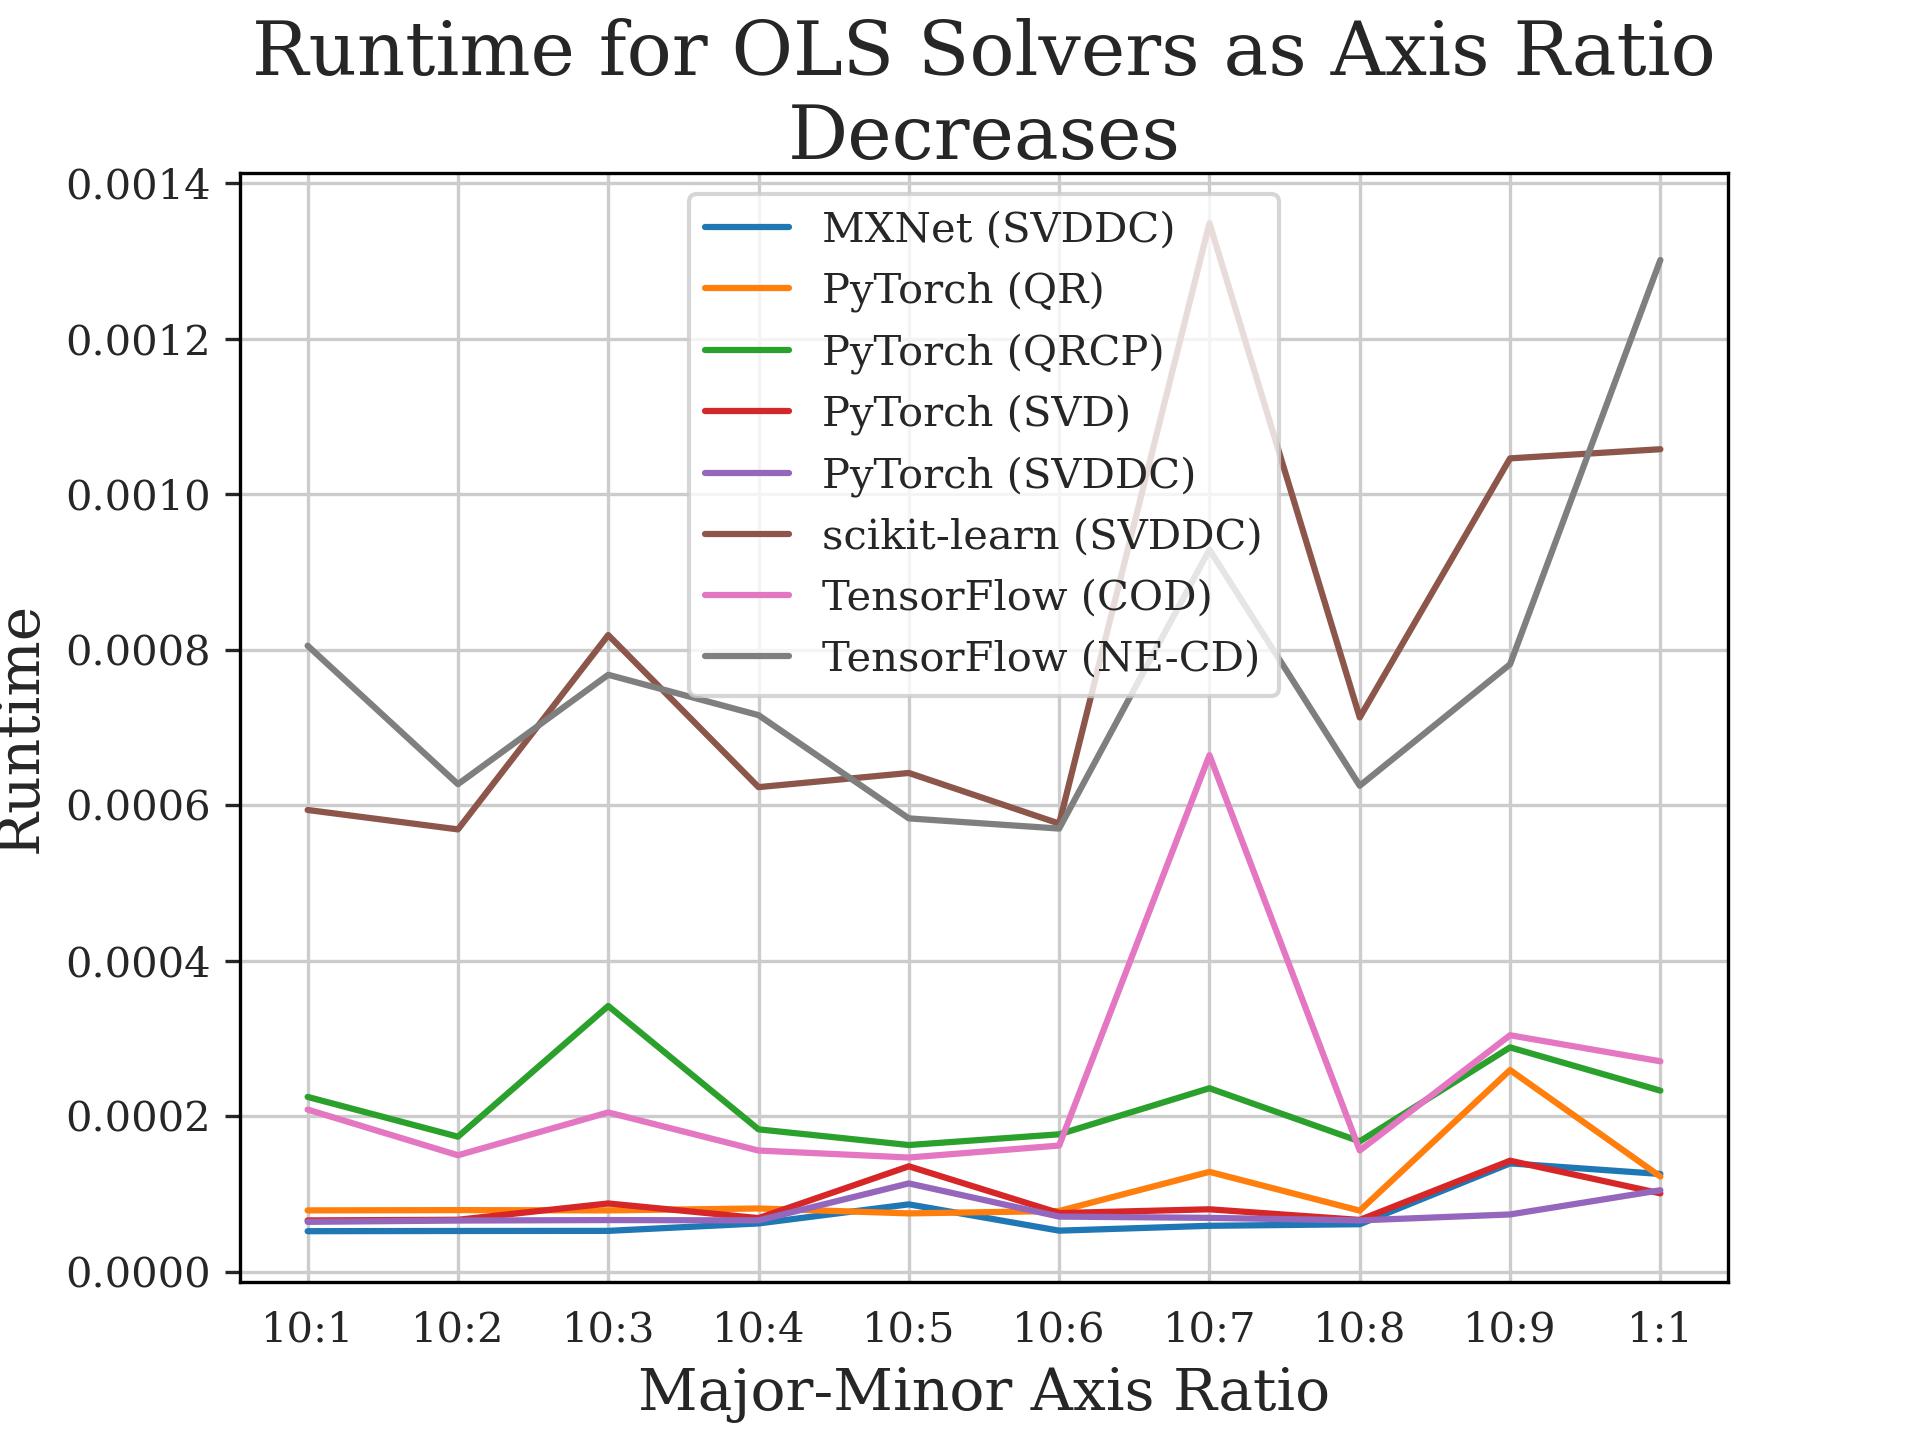 Runtime for OLS Solvers as Axis Ratio
Decreases
0.0014
0.0012
0.0010
0.0008
0.0006
0.0004
0.0002
0.0000
Runtime
MXNet (SVDDC)
PyTorch (QR)
PyTorch (QRCP)
PyTorch (SVD)
PyTorch (SVDDC)
scikit-learn (SVDDC)
TensorFlow (COD)
TensorFlow (NE-CD)
10:1 10:2 10:3 10:4 10:5 10:6 10:7 10:8 10:9 1:1
Major-Minor Axis Ratio